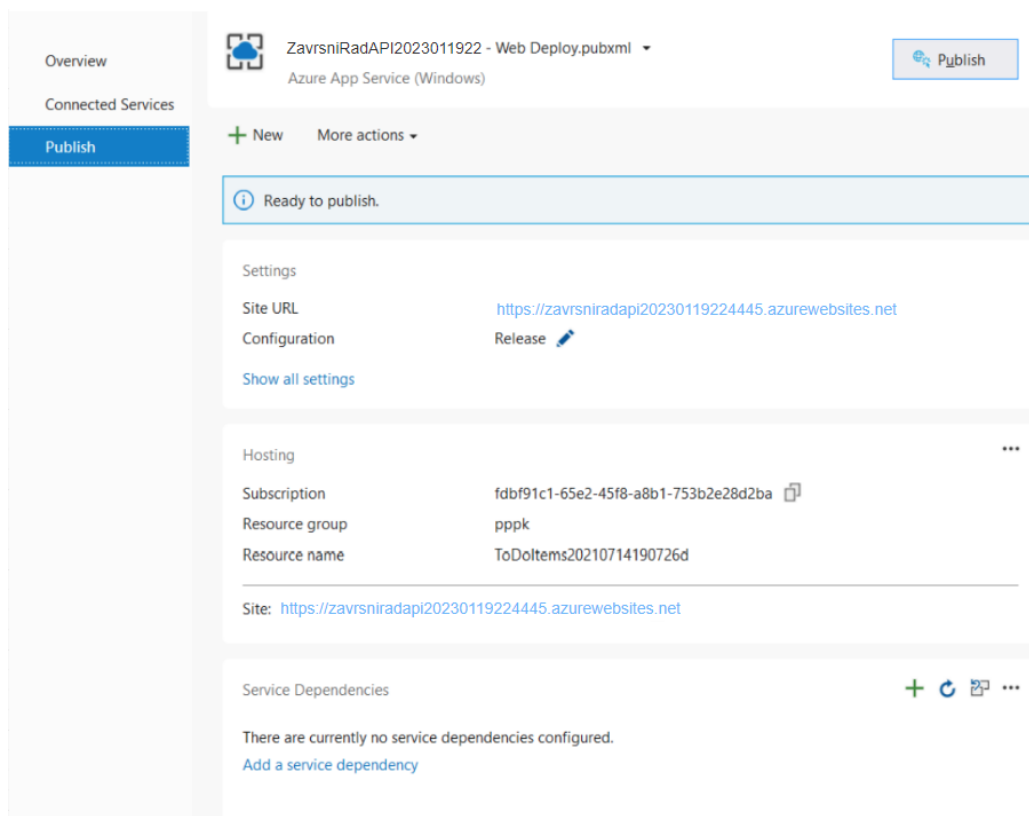 Overview
Connected Services
Publish
ZavrsniRadAPI2023011922 - Web Deploy.pubxml
Azure App Service (Windows)
Publish
New
More actions
Ready to publish.
Settings
Site URL https://zavrsniradapi20230119224445.azurewebsites.net
Configuration Release
Show all settings
Hosting
Subscription fdbf91c1-65e2-45f8-a8b1-753b2e28d2ba
Resource group pppk
Resource name ToDoItems20210714190726d
Site: https://zavrsniradapi20230119224445.azurewebsites.net
Service Dependencies
There are currently no service dependencies configured.
Add a service dependency